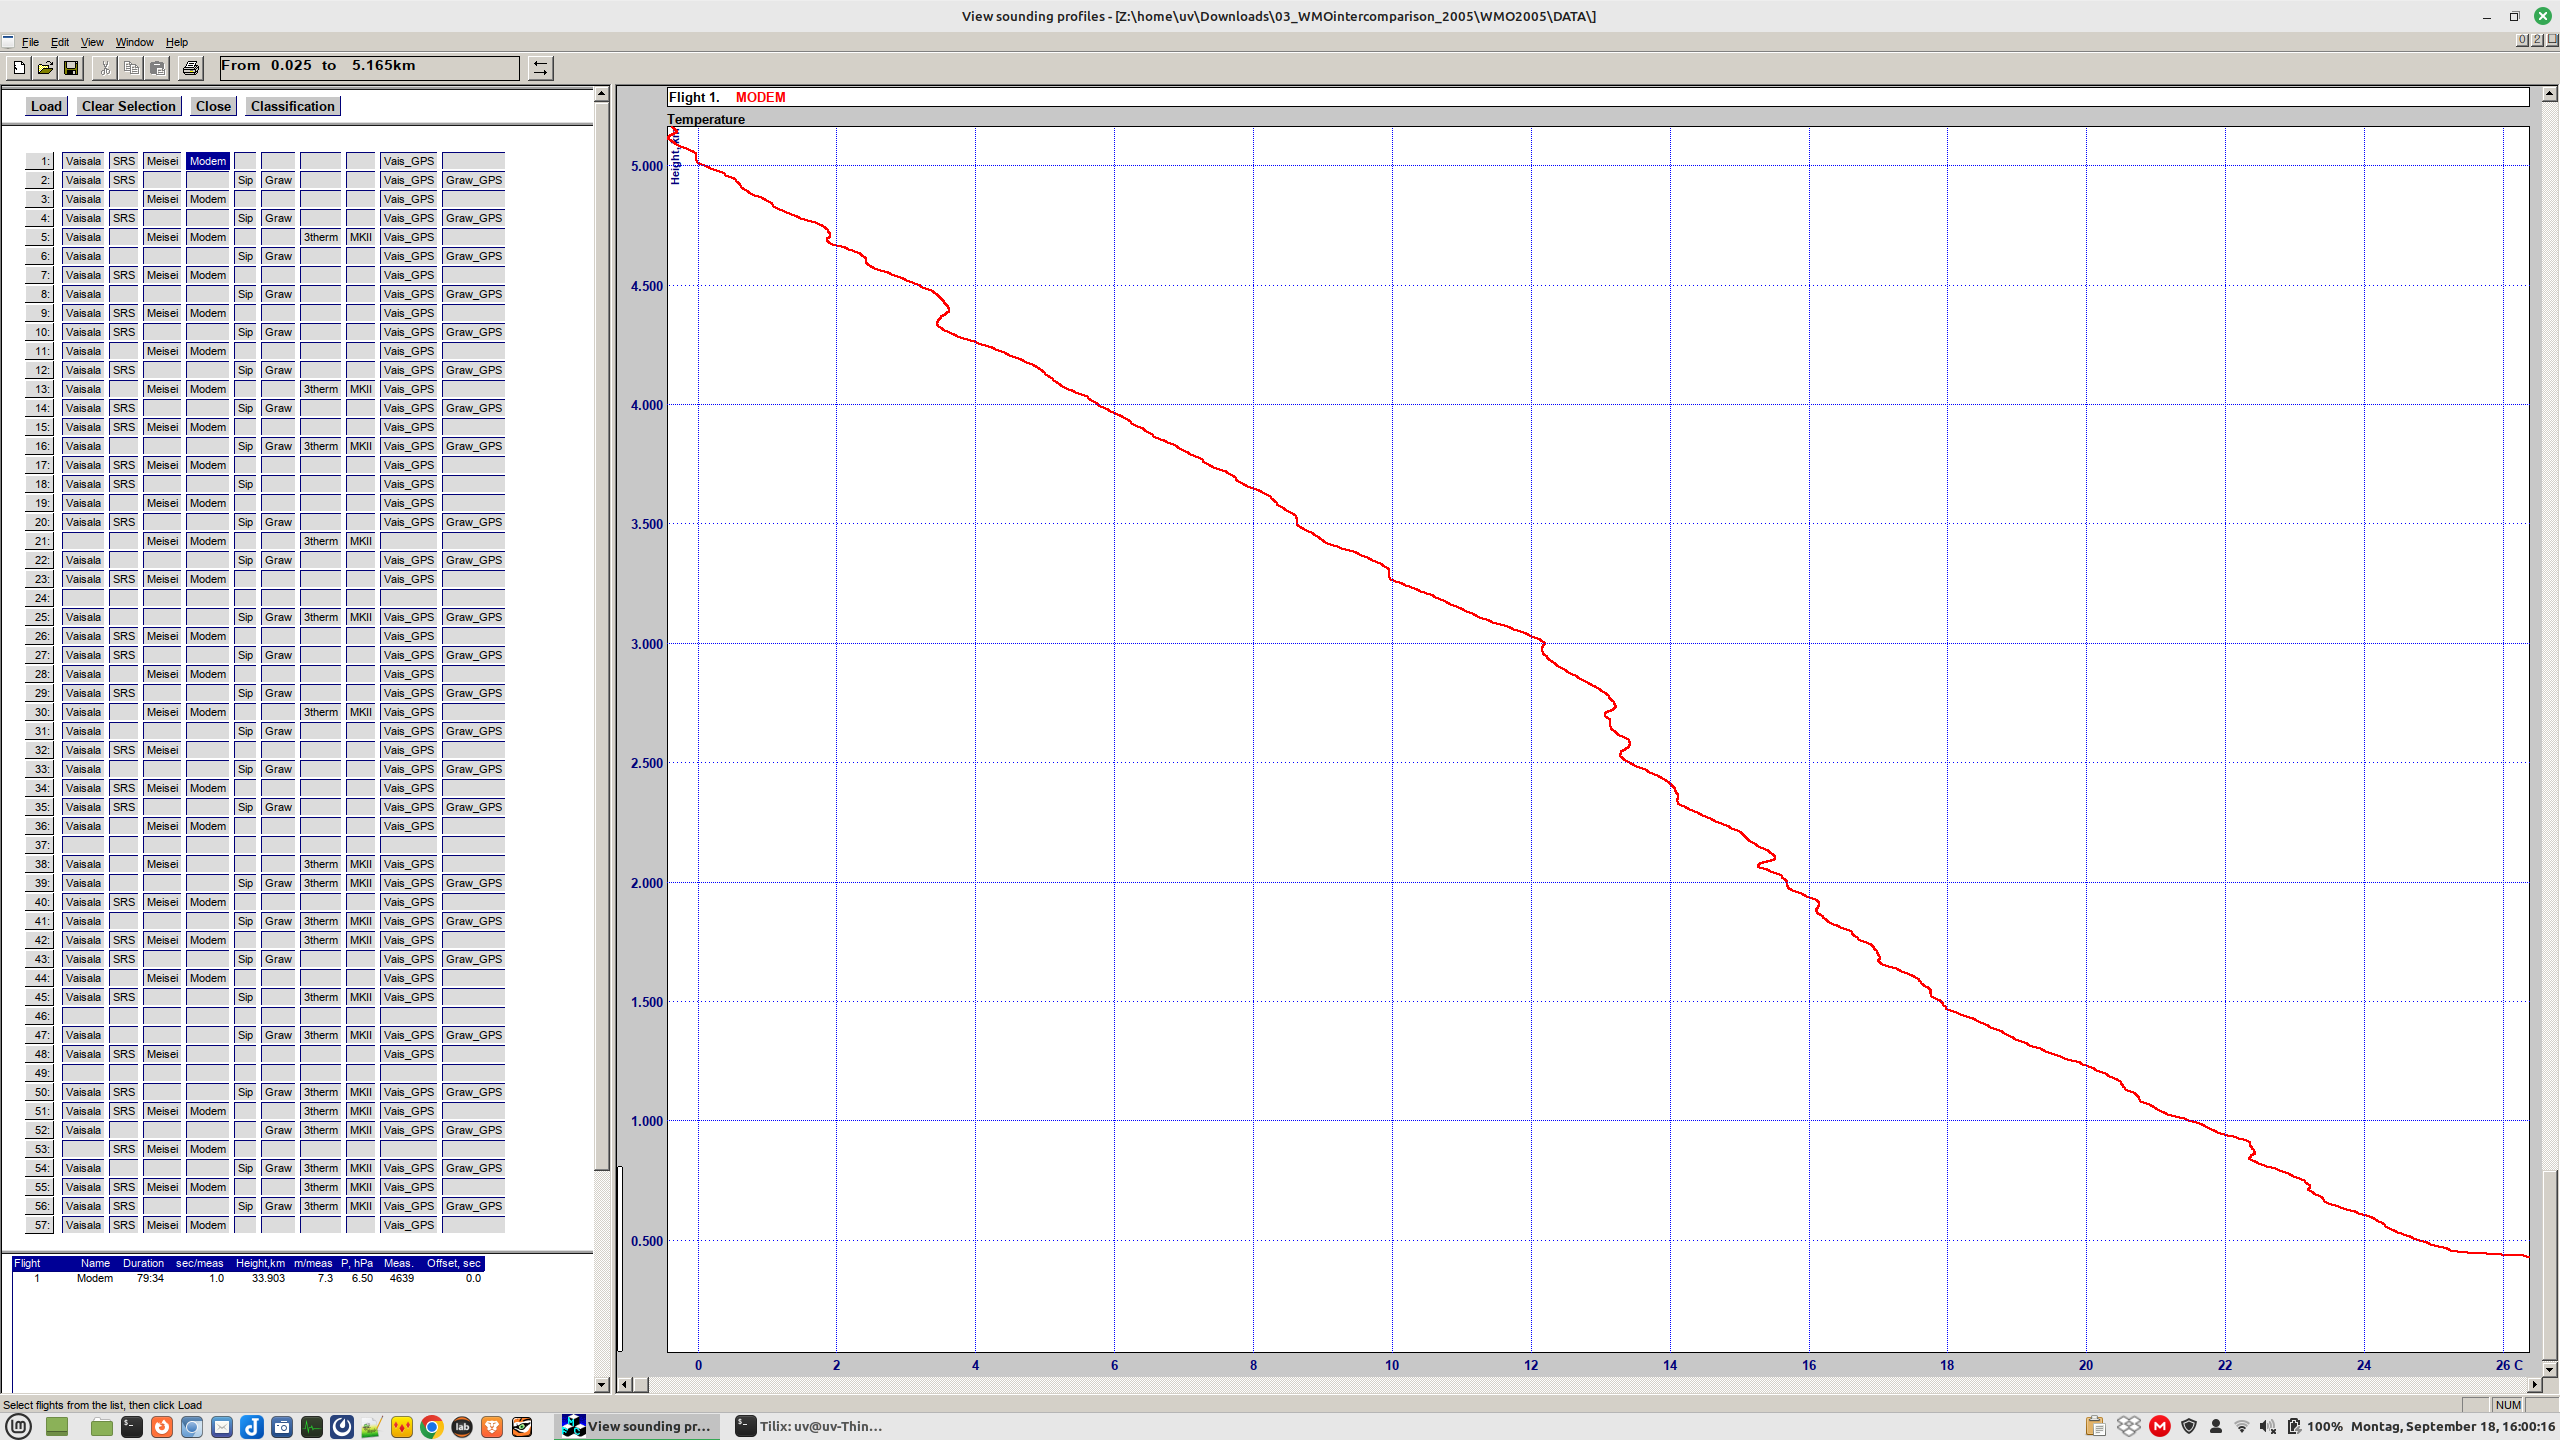 View sounding profiles - [Z:\home\uv\Downloads\03_WMOintercomparison_2005\WMO2005\DATA\]
File Edit View Window Help
From 0.025 to 5.165km
Load Clear Selection Close Classification
1: Vaisala SRS Meisei Modem Vais_GPS
2: Vaisala SRS Sip Graw Vais_GPS Graw_GPS
3: Vaisala Meisei Modem Vais_GPS
4: Vaisala SRS Sip Graw Vais_GPS Graw_GPS
5: Vaisala Meisei Modem 3therm MKII Vais_GPS
6: Vaisala Sip Graw Vais_GPS Graw_GPS
7: Vaisala SRS Meisei Modem Vais_GPS
8: Vaisala Sip Graw Vais_GPS Graw_GPS
9: Vaisala SRS Meisei Modem Vais_GPS
10: Vaisala SRS Sip Graw Vais_GPS Graw_GPS
11: Vaisala Meisei Modem Vais_GPS
12: Vaisala SRS Sip Graw Vais_GPS Graw_GPS
13: Vaisala Meisei Modem 3therm MKII Vais_GPS
14: Vaisala SRS Sip Graw Vais_GPS Graw_GPS
15: Vaisala SRS Meisei Modem Vais_GPS
16: Vaisala Sip Graw 3therm MKII Vais_GPS Graw_GPS
17: Vaisala SRS Meisei Modem Vais_GPS
18: Vaisala SRS Sip Vais_GPS
19: Vaisala Meisei Modem Vais_GPS
20: Vaisala SRS Sip Graw Vais_GPS Graw_GPS
21: Meisei Modem 3therm MKII
22: Vaisala Sip Graw Vais_GPS Graw_GPS
23: Vaisala SRS Meisei Modem Vais_GPS
24:
25: Vaisala Sip Graw 3therm MKII Vais_GPS Graw_GPS
26: Vaisala SRS Meisei Modem Vais_GPS
27: Vaisala SRS Sip Graw Vais_GPS Graw_GPS
28: Vaisala Meisei Modem Vais_GPS
29: Vaisala SRS Sip Graw Vais_GPS Graw_GPS
30: Vaisala Meisei Modem 3therm MKII Vais_GPS
31: Vaisala Sip Graw Vais_GPS Graw_GPS
32: Vaisala SRS Meisei Vais_GPS
33: Vaisala Sip Graw Vais_GPS Graw_GPS
34: Vaisala SRS Meisei Modem Vais_GPS
35: Vaisala SRS Sip Graw Vais_GPS Graw_GPS
36: Vaisala Meisei Modem Vais_GPS
37:
38: Vaisala Meisei 3therm MKII Vais_GPS
39: Vaisala Sip Graw 3therm MKII Vais_GPS Graw_GPS
40: Vaisala SRS Meisei Modem Vais_GPS
41: Vaisala Sip Graw 3therm MKII Vais_GPS Graw_GPS
42: Vaisala SRS Meisei Modem 3therm MKII Vais_GPS
43: Vaisala SRS Sip Graw Vais_GPS Graw_GPS
44: Vaisala Meisei Modem Vais_GPS
45: Vaisala SRS Sip 3therm MKII Vais_GPS
46:
47: Vaisala Sip Graw 3therm MKII Vais_GPS Graw_GPS
48: Vaisala SRS Meisei Vais_GPS
49:
50: Vaisala SRS Sip Graw 3therm MKII Vais_GPS Graw_GPS
51: Vaisala SRS Meisei Modem 3therm MKII Vais_GPS
52: Vaisala Graw 3therm MKII Vais_GPS Graw_GPS
53: SRS Meisei Modem
54: Vaisala Sip Graw 3therm MKII Vais_GPS Graw_GPS
55: Vaisala SRS Meisei Modem 3therm MKII Vais_GPS
56: Vaisala SRS Sip Graw 3therm MKII Vais_GPS Graw_GPS
57: Vaisala SRS Meisei Modem Vais_GPS
Flight Name Duration sec/meas Height,km m/meas P, hPa Meas. Offset, sec
1 Modem 79:34 1.0 33.903 7.3 6.50 4639 0.0
Flight 1. MODEM
Temperature
Height, km
5.000
4.500
4.000
3.500
3.000
2.500
2.000
1.500
1.000
0.500
0 2 4 6 8 10 12 14 16 18 20 22 24 26 C
Select flights from the list, then click Load
NUM
lab
View sounding pr...
Tilix: uv@uv-Thin...
100% Montag, September 18, 16:00:16